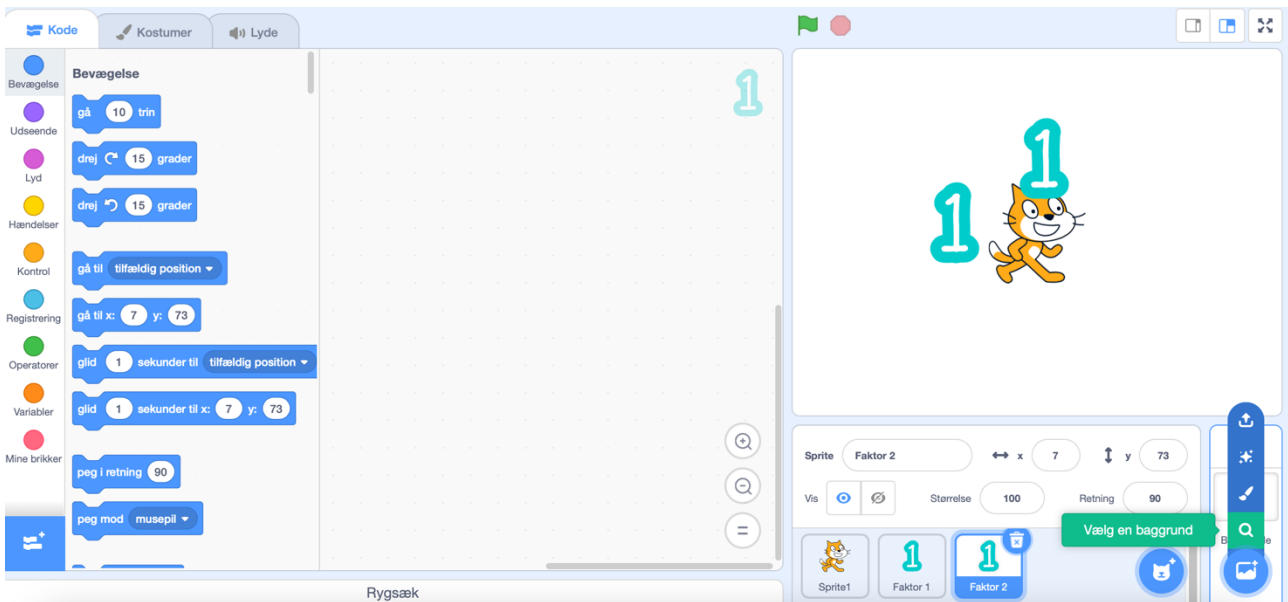 Kode
Kostumer
Lyde
Bevægelse
Udseende
Lyd
Hændelser
Kontrol
Registrering
Operatorer
Variabler
Mine brikker
Bevægelse
gå 10 trin
drej 15 grader
drej 15 grader
gå til tilfældig position
gå til x: 7 y: 73
glid 1 sekunder til tilfældig position
glid 1 sekunder til x: 7 y: 73
peg i retning 90
peg mod musepil
1
Rygsæk
1
1
Sprite Faktor 2 x 7 y 73
Vis Størrelse 100 Retning 90
Vælg en baggrund
1
1
Sprite1
Faktor 1
Faktor 2